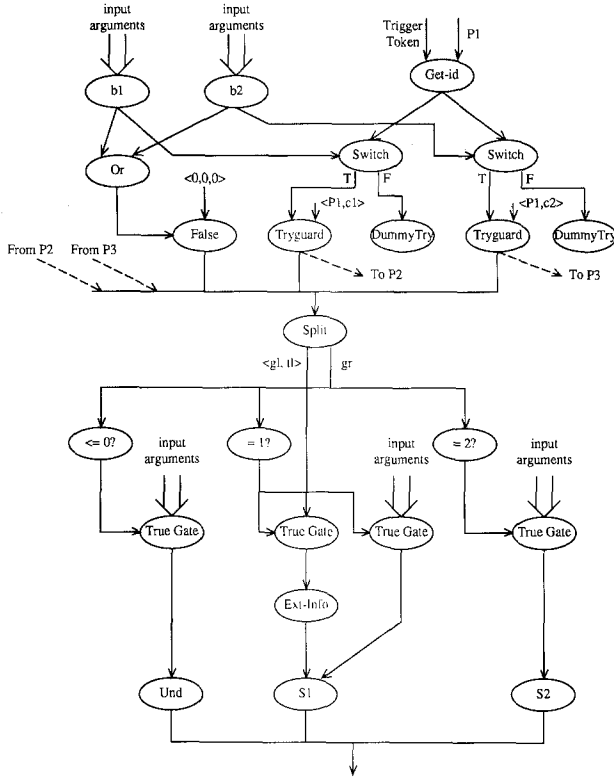 input
arguments
input
arguments
Trigger
Token
P1
Get-id
b1
b2
Switch
Switch
Or
T
F
T
F
<0,0,0>
<P1,c1>
<P1,c2>
False
Tryguard
DummyTry
Tryguard
DummyTry
From P2
From P3
To P2
To P3
Split
<gl, tl>
gr
<= 0?
= 1?
= 2?
input
arguments
input
arguments
input
arguments
True Gate
True Gate
True Gate
True Gate
Ext-Info
Und
S1
S2